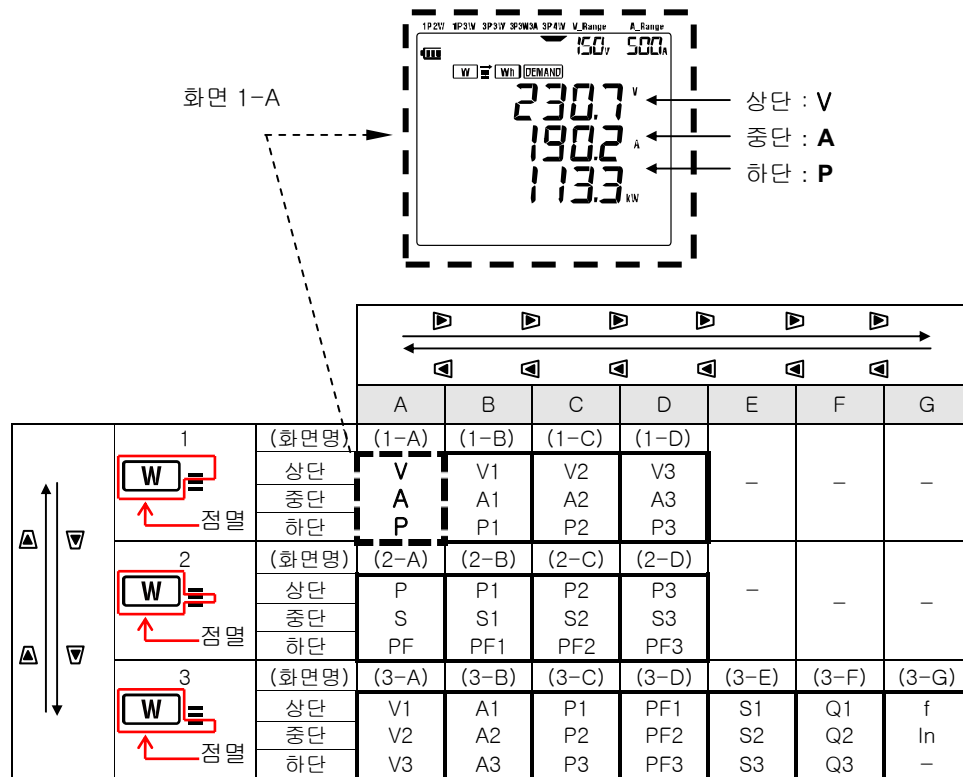 1P2W 1P3W 3P3W 3P3W3A 3P4W V_Range A_Range
150V 500A
W Wh DEMAND
230.7 V
190.2 A
113.3 kW
화면 1-A
상단 : V
중단 : A
하단 : P
A B C D E F G
1 (화면명) (1-A) (1-B) (1-C) (1-D)
W 상단 V V1 V2 V3 - - -
중단 A A1 A2 A3
점멸 하단 P P1 P2 P3
2 (화면명) (2-A) (2-B) (2-C) (2-D)
W 상단 P P1 P2 P3 - - -
중단 S S1 S2 S3
점멸 하단 PF PF1 PF2 PF3
3 (화면명) (3-A) (3-B) (3-C) (3-D) (3-E) (3-F) (3-G)
W 상단 V1 A1 P1 PF1 S1 Q1 f
중단 V2 A2 P2 PF2 S2 Q2 In
점멸 하단 V3 A3 P3 PF3 S3 Q3 -